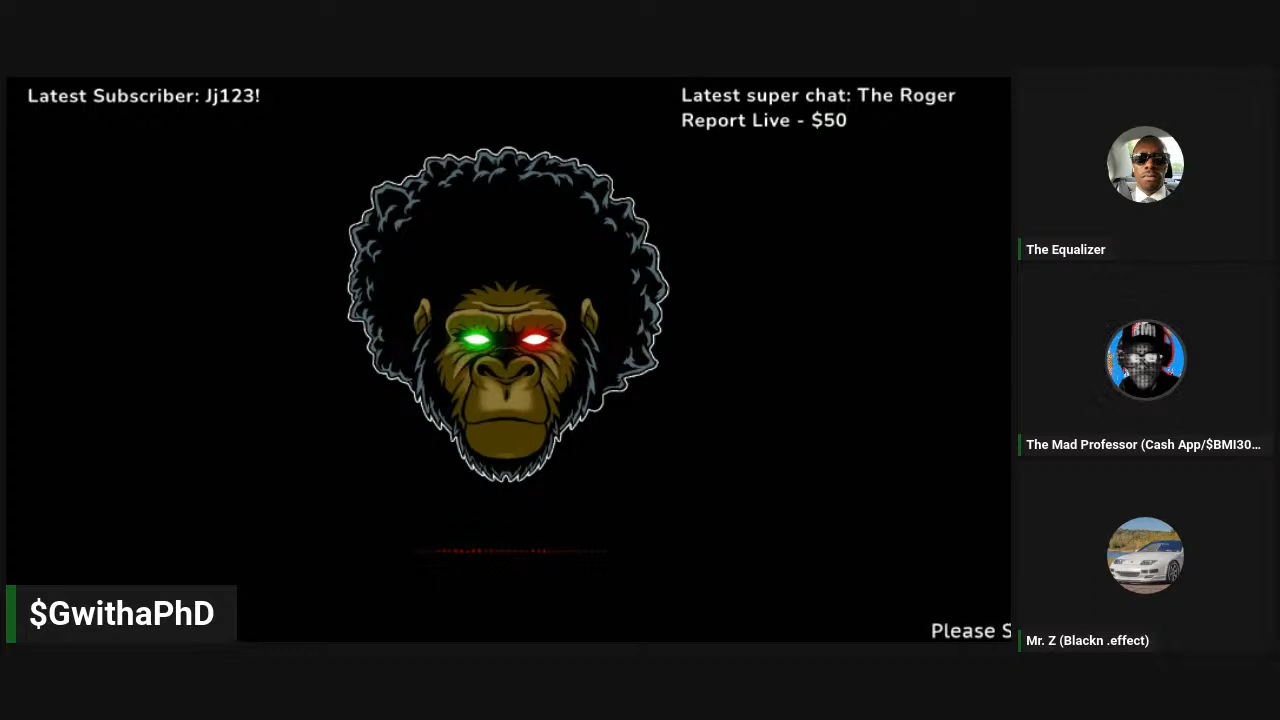 Latest Subscriber: Jj123!
Latest super chat: The Roger
Report Live - $50
The Equalizer
The Mad Professor (Cash App/$BMI30…
Mr. Z (Blackn .effect)
$GwithaPhD
Please S